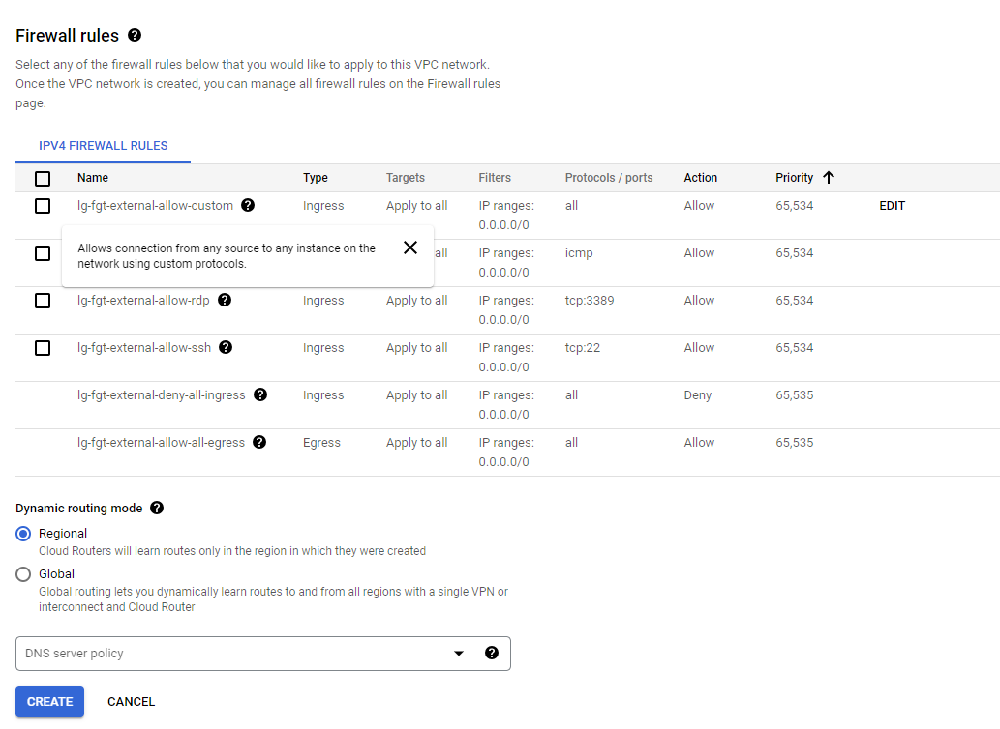 Firewall rules
Select any of the firewall rules below that you would like to apply to this VPC network.
Once the VPC network is created, you can manage all firewall rules on the Firewall rules
page.
IPV4 FIREWALL RULES
Name Type Targets Filters Protocols / ports Action Priority
lg-fgt-external-allow-custom Ingress Apply to all IP ranges: all Allow 65,534 EDIT
0.0.0.0/0
Allows connection from any source to any instance on the
network using custom protocols.
all IP ranges: icmp Allow 65,534
0.0.0.0/0
lg-fgt-external-allow-rdp Ingress Apply to all IP ranges: tcp:3389 Allow 65,534
0.0.0.0/0
lg-fgt-external-allow-ssh Ingress Apply to all IP ranges: tcp:22 Allow 65,534
0.0.0.0/0
lg-fgt-external-deny-all-ingress Ingress Apply to all IP ranges: all Deny 65,535
0.0.0.0/0
lg-fgt-external-allow-all-egress Egress Apply to all IP ranges: all Allow 65,535
0.0.0.0/0
Dynamic routing mode
Regional
Cloud Routers will learn routes only in the region in which they were created
Global
Global routing lets you dynamically learn routes to and from all regions with a single VPN or
interconnect and Cloud Router
DNS server policy
CREATE CANCEL